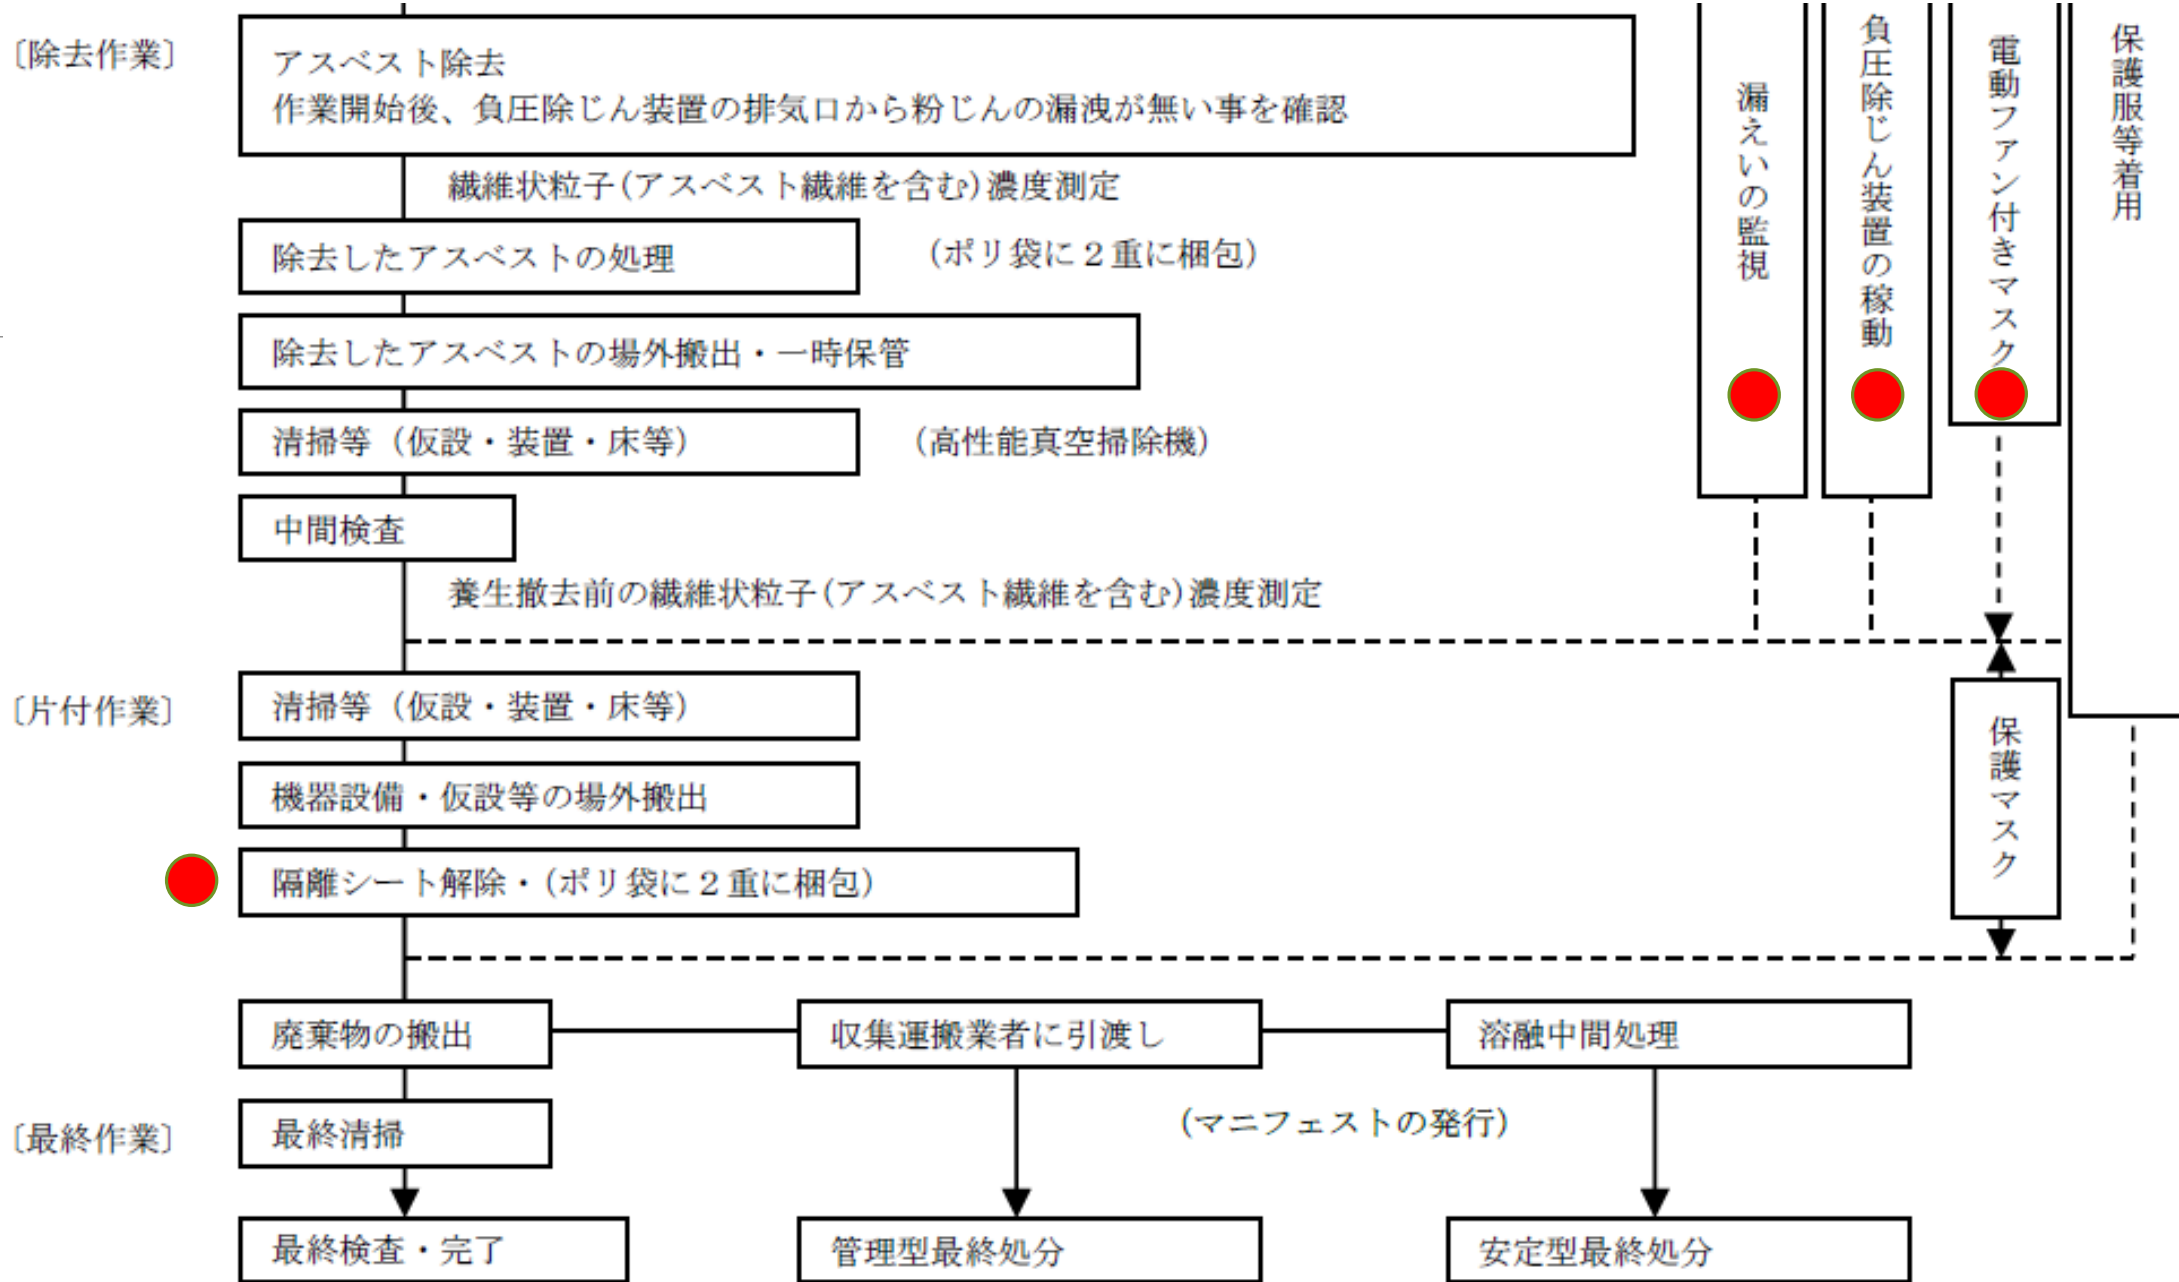 〔除去作業〕
アスベスト除去
作業開始後、負圧除じん装置の排気口から粉じんの漏洩が無い事を確認
繊維状粒子(アスベスト繊維を含む)濃度測定
除去したアスベストの処理
(ポリ袋に２重に梱包)
除去したアスベストの場外搬出・一時保管
清掃等（仮設・装置・床等）
(高性能真空掃除機)
中間検査
養生撤去前の繊維状粒子(アスベスト繊維を含む)濃度測定
漏えいの監視
負圧除じん装置の稼動
電動ファン付きマスク
保護服等着用
〔片付作業〕
清掃等（仮設・装置・床等）
機器設備・仮設等の場外搬出
隔離シート解除・(ポリ袋に２重に梱包)
保護マスク
廃棄物の搬出
収集運搬業者に引渡し
溶融中間処理
〔最終作業〕
最終清掃
(マニフェストの発行)
最終検査・完了
管理型最終処分
安定型最終処分